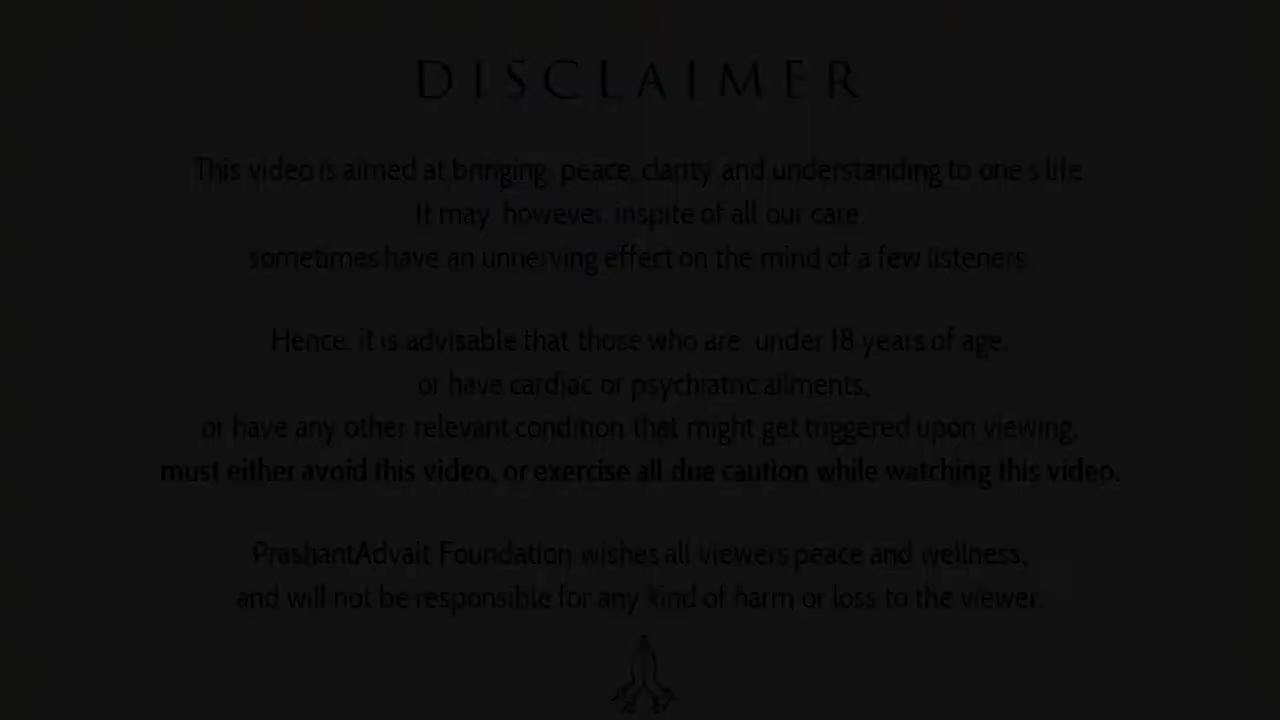 DISCLAIMER
This video is aimed at bringing peace, clarity and understanding to one's life.
It may, however, inspite of all our care,
sometimes have an unnerving effect on the mind of a few listeners.
Hence, it is advisable that those who are under 18 years of age,
or have cardiac or psychiatric ailments,
or have any other relevant condition that might get triggered upon viewing,
must either avoid this video, or exercise all due caution while watching this video.
PrashantAdvait Foundation wishes all viewers peace and wellness,
and will not be responsible for any kind of harm or loss to the viewer.